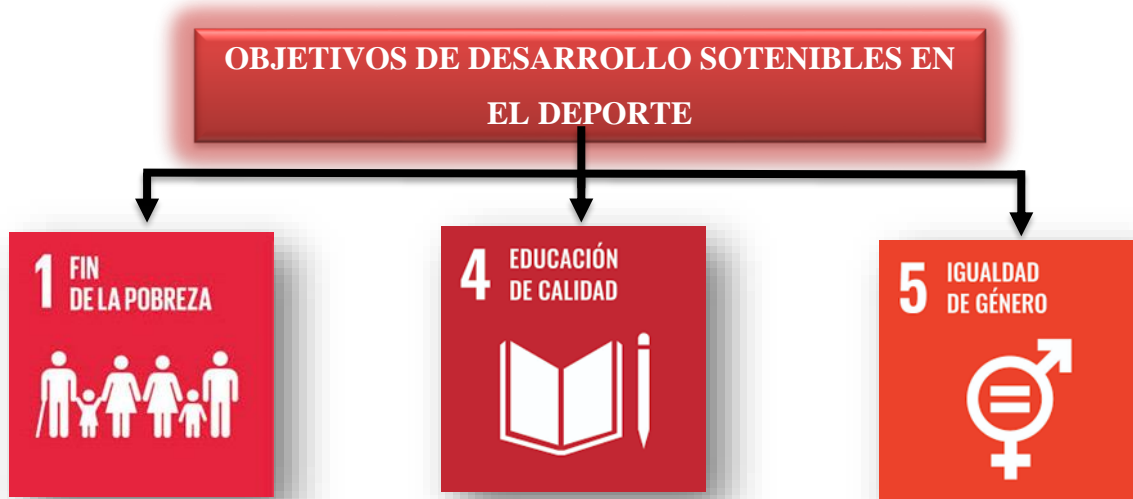 OBJETIVOS DE DESARROLLO SOTENIBLES EN
EL DEPORTE
1 FIN
DE LA POBREZA
4 EDUCACIÓN
DE CALIDAD
5 IGUALDAD
DE GÉNERO